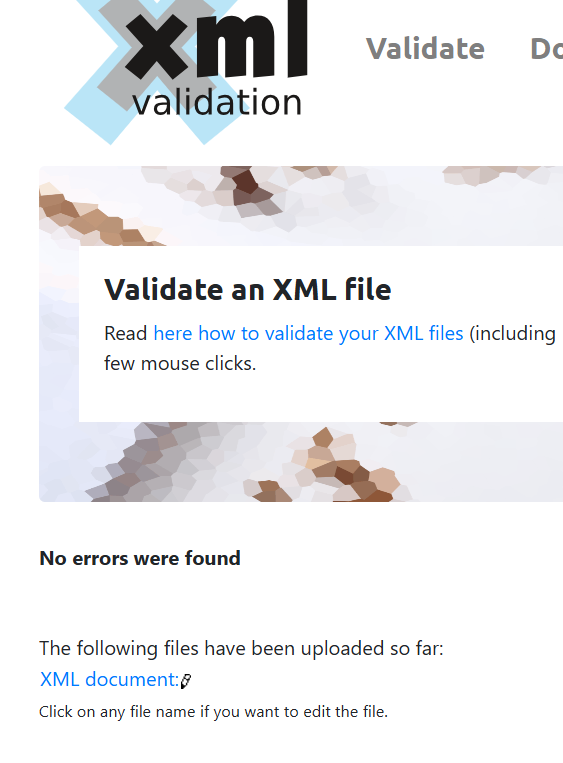 xml
validation
Validate
Do
Validate an XML file
Read here how to validate your XML files (including
few mouse clicks.
No errors were found
The following files have been uploaded so far:
XML document:
Click on any file name if you want to edit the file.